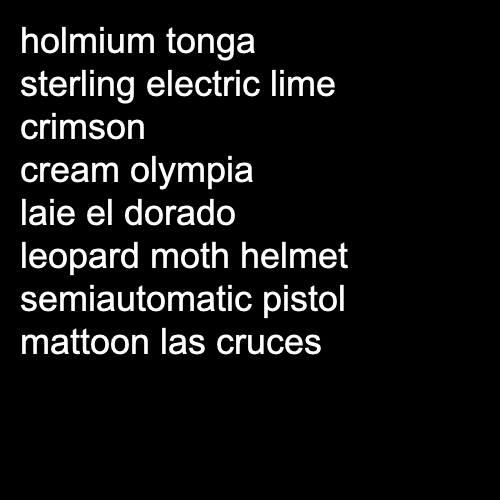 holmium tonga
sterling electric lime
crimson
cream olympia
laie el dorado
leopard moth helmet
semiautomatic pistol
mattoon las cruces